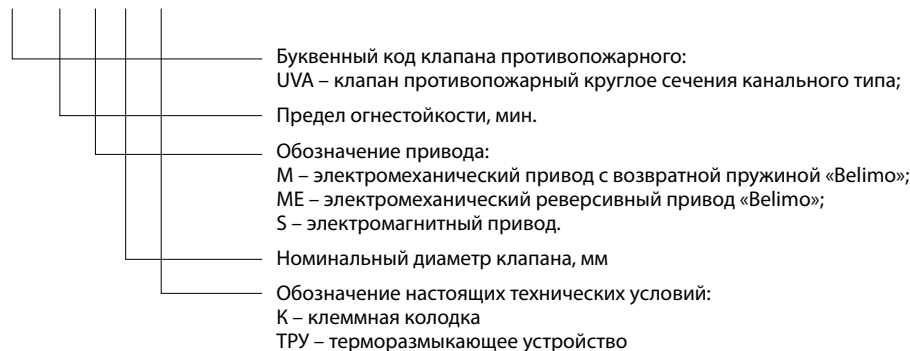 Буквенный код клапана противопожарного:
UVA – клапан противопожарный круглое сечения канального типа;
Предел огнестойкости, мин.
Обозначение привода:
М – электромеханический привод с возвратной пружиной «Belimo»;
МЕ – электромеханический реверсивный привод «Belimo»;
S – электромагнитный привод.
Номинальный диаметр клапана, мм
Обозначение настоящих технических условий:
К – клеммная колодка
ТРУ – терморазмыкающее устройство